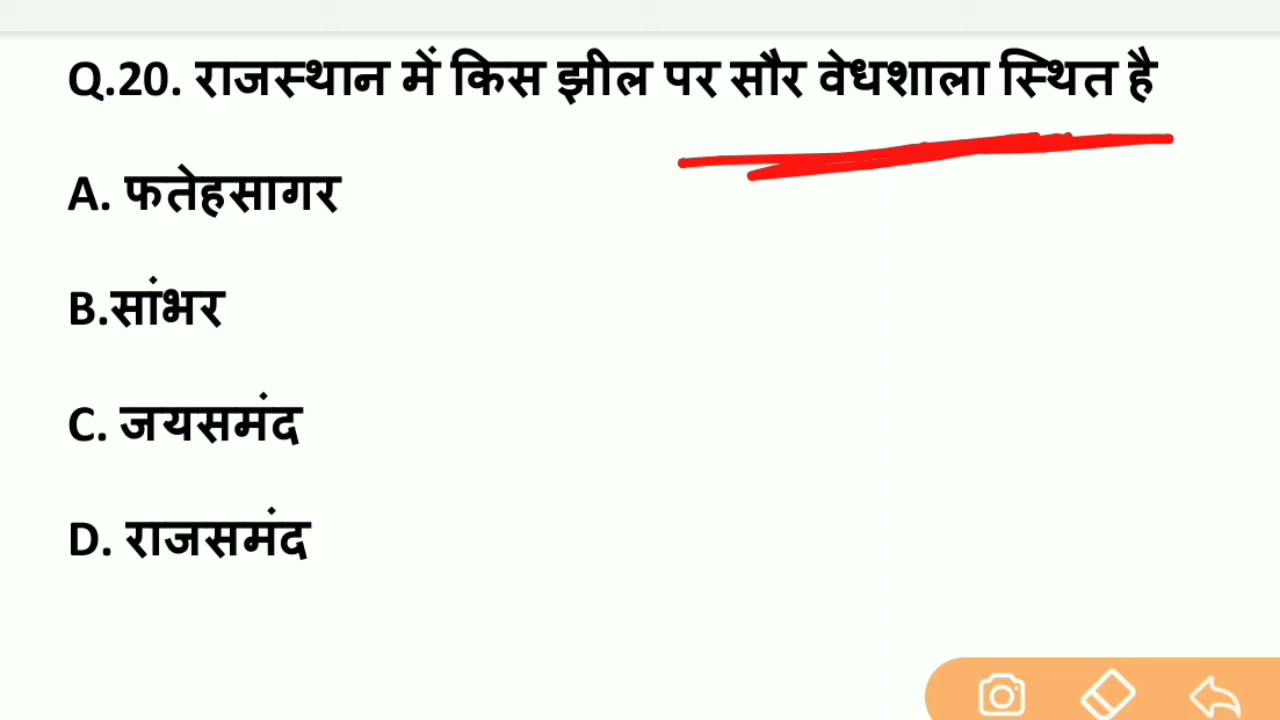 Q.20. राजस्थान में किस झील पर सौर वेधशाला स्थित है
A. फतेहसागर
B.सांभर
C. जयसमंद
D. राजसमंद